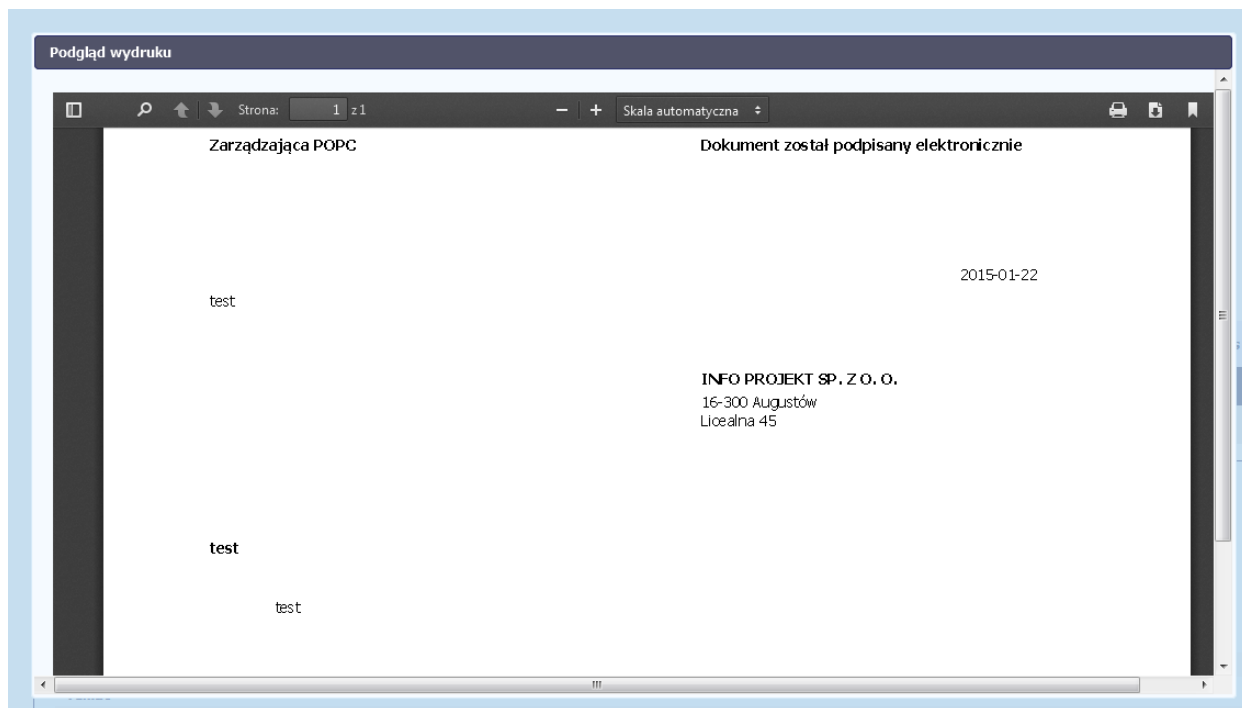 Podgląd wydruku
Strona: 1 z 1 Skala automatyczna
Zarządzająca POPC Dokument został podpisany elektronicznie
2015-01-22
test
INFO PROJEKT SP. Z O. O.
16-300 Augustów
Licealna 45
test
test